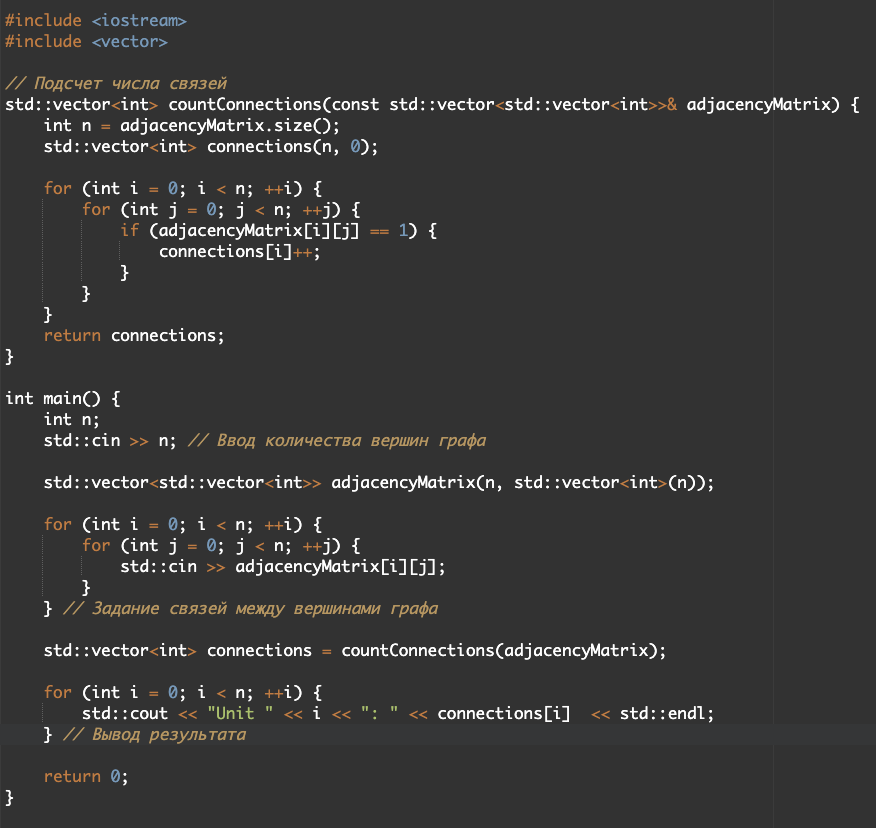 #include <iostream>
#include <vector>

// Подсчет числа связей
std::vector<int> countConnections(const std::vector<std::vector<int>>& adjacencyMatrix) {
    int n = adjacencyMatrix.size();
    std::vector<int> connections(n, 0);

    for (int i = 0; i < n; ++i) {
        for (int j = 0; j < n; ++j) {
            if (adjacencyMatrix[i][j] == 1) {
                connections[i]++;
            }
        }
    }
    return connections;
}

int main() {
    int n;
    std::cin >> n; // Ввод количества вершин графа

    std::vector<std::vector<int>> adjacencyMatrix(n, std::vector<int>(n));

    for (int i = 0; i < n; ++i) {
        for (int j = 0; j < n; ++j) {
            std::cin >> adjacencyMatrix[i][j];
        }
    } // Задание связей между вершинами графа

    std::vector<int> connections = countConnections(adjacencyMatrix);

    for (int i = 0; i < n; ++i) {
        std::cout << "Unit " << i << ": " << connections[i]  << std::endl;
    } // Вывод результата

    return 0;
}